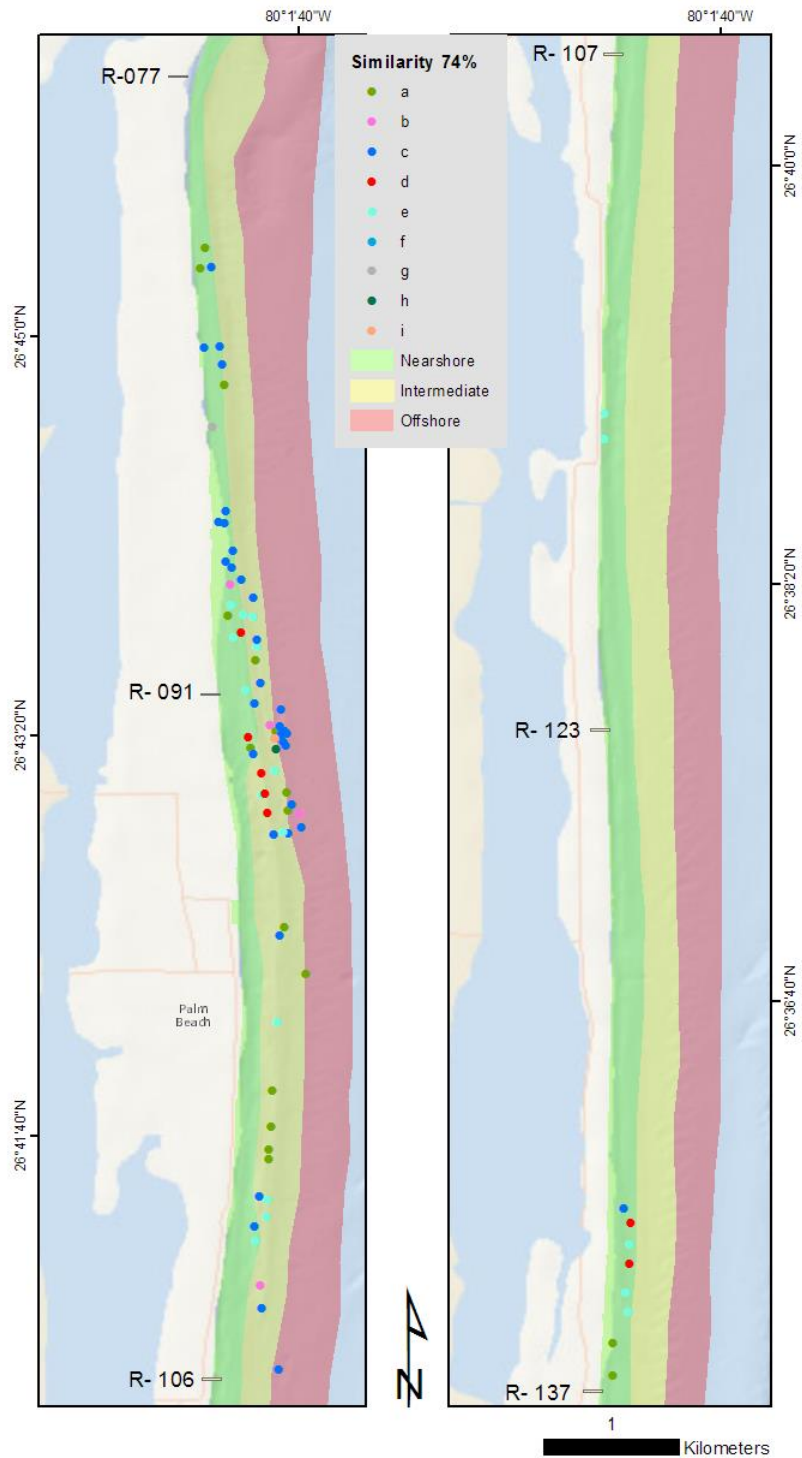 80°1'40"W
80°1'40"W
R-077
R- 107
Similarity 74%
a
b
c
d
e
f
g
h
i
Nearshore
Intermediate
Offshore
26°40'0"N
26°45'0"N
26°38'20"N
R- 091
R- 123
26°43'20"N
Palm
Beach
26°36'40"N
26°41'40"N
N
R- 106
R- 137
1
Kilometers